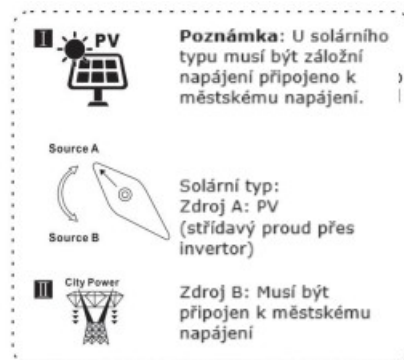 I PV
Poznámka: U solárního
typu musí být záložní
napájení připojeno k
městskému napájení.
Source A
Source B
Solární typ:
Zdroj A: PV
(střídavý proud přes
invertor)
II City Power
Zdroj B: Musí být
připojen k městskému
napájení